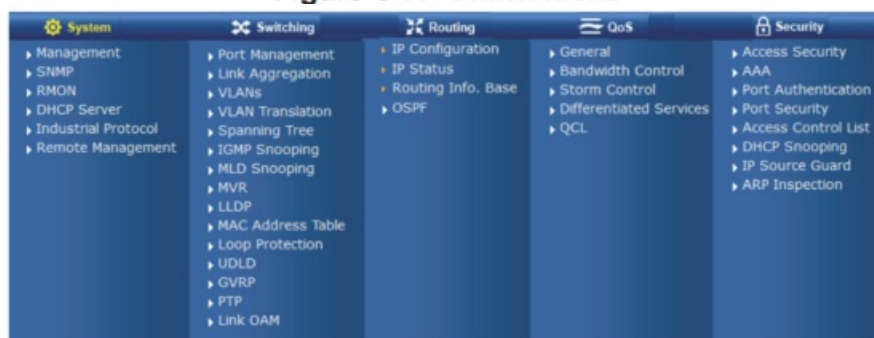 System
Management
SNMP
RMON
DHCP Server
Industrial Protocol
Remote Management
Switching
Port Management
Link Aggregation
VLANs
VLAN Translation
Spanning Tree
IGMP Snooping
MLD Snooping
MVR
LLDP
MAC Address Table
Loop Protection
UDLD
GVRP
PTP
Link OAM
Routing
IP Configuration
IP Status
Routing Info. Base
OSPF
QoS
General
Bandwidth Control
Storm Control
Differentiated Services
QCL
Security
Access Security
AAA
Port Authentication
Port Security
Access Control List
DHCP Snooping
IP Source Guard
ARP Inspection